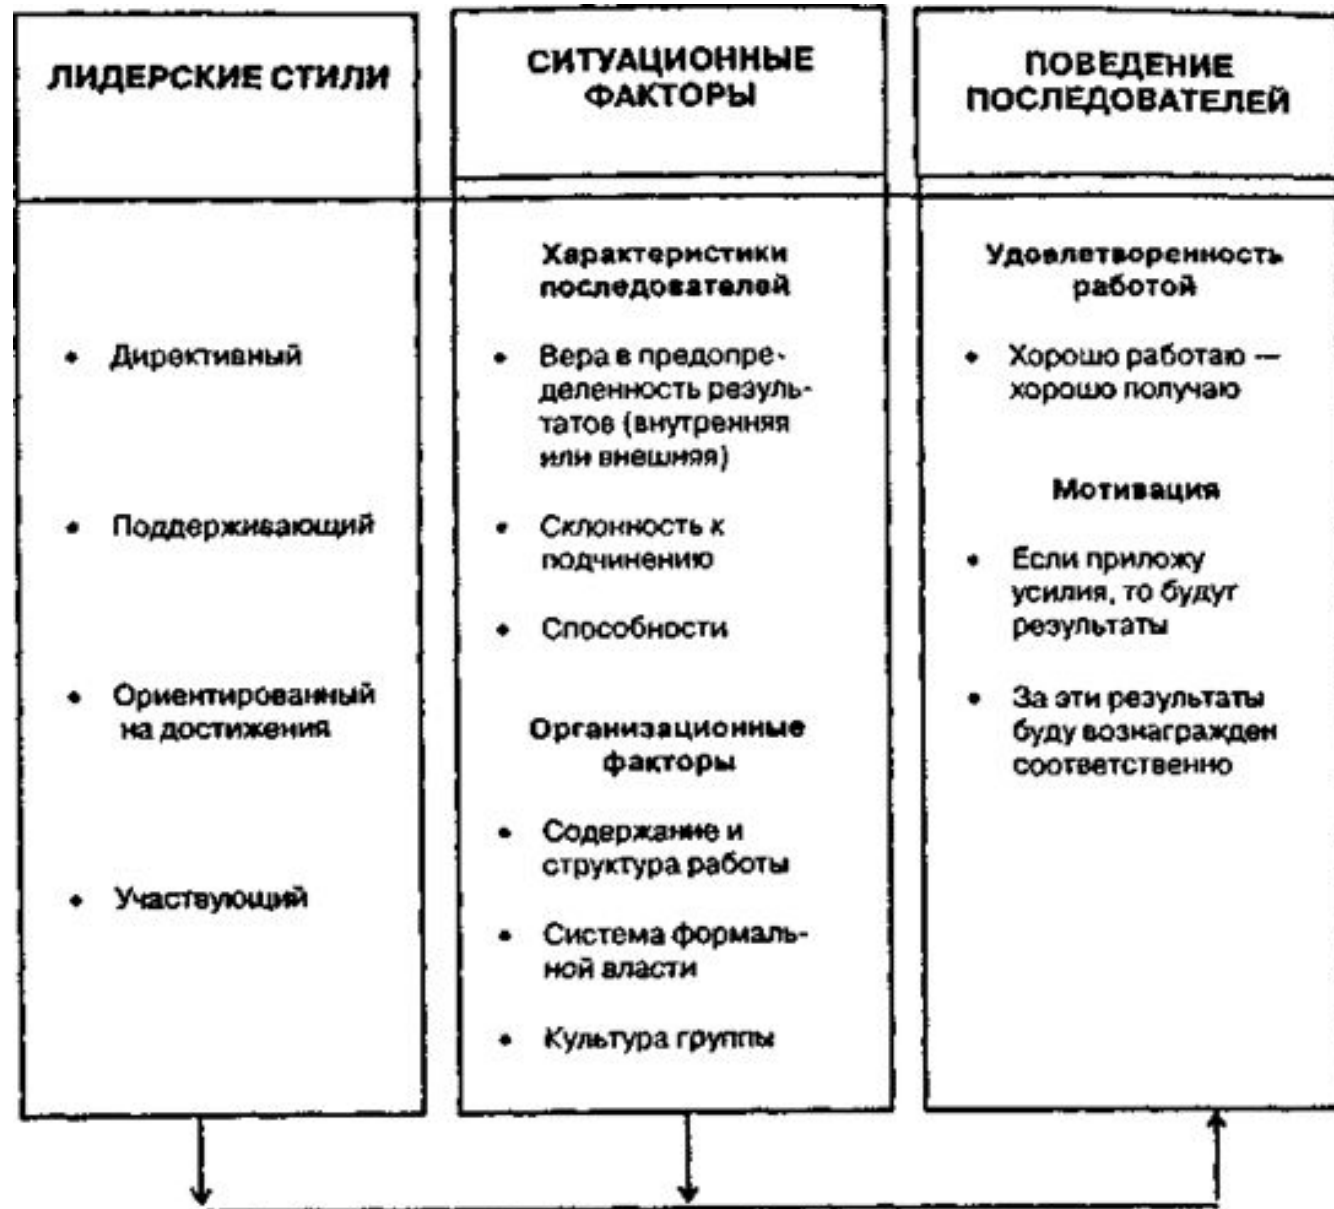 ЛИДЕРСКИЕ СТИЛИ
• Директивный
• Поддерживающий
• Ориентированный
на достижения
• Участвующий
СИТУАЦИОННЫЕ
ФАКТОРЫ
Характеристики
последователей
• Вера в предопре-
деленность резуль-
татов (внутренняя
или внешняя)
• Склонность к
подчинению
• Способности
Организационные
факторы
• Содержание и
структура работы
• Система формаль-
ной власти
• Культура группы
ПОВЕДЕНИЕ
ПОСЛЕДОВАТЕЛЕЙ
Удовлетворенность
работой
• Хорошо работаю —
хорошо получаю
Мотивация
• Если приложу
усилия, то будут
результаты
• За эти результаты
буду вознагражден
соответственно